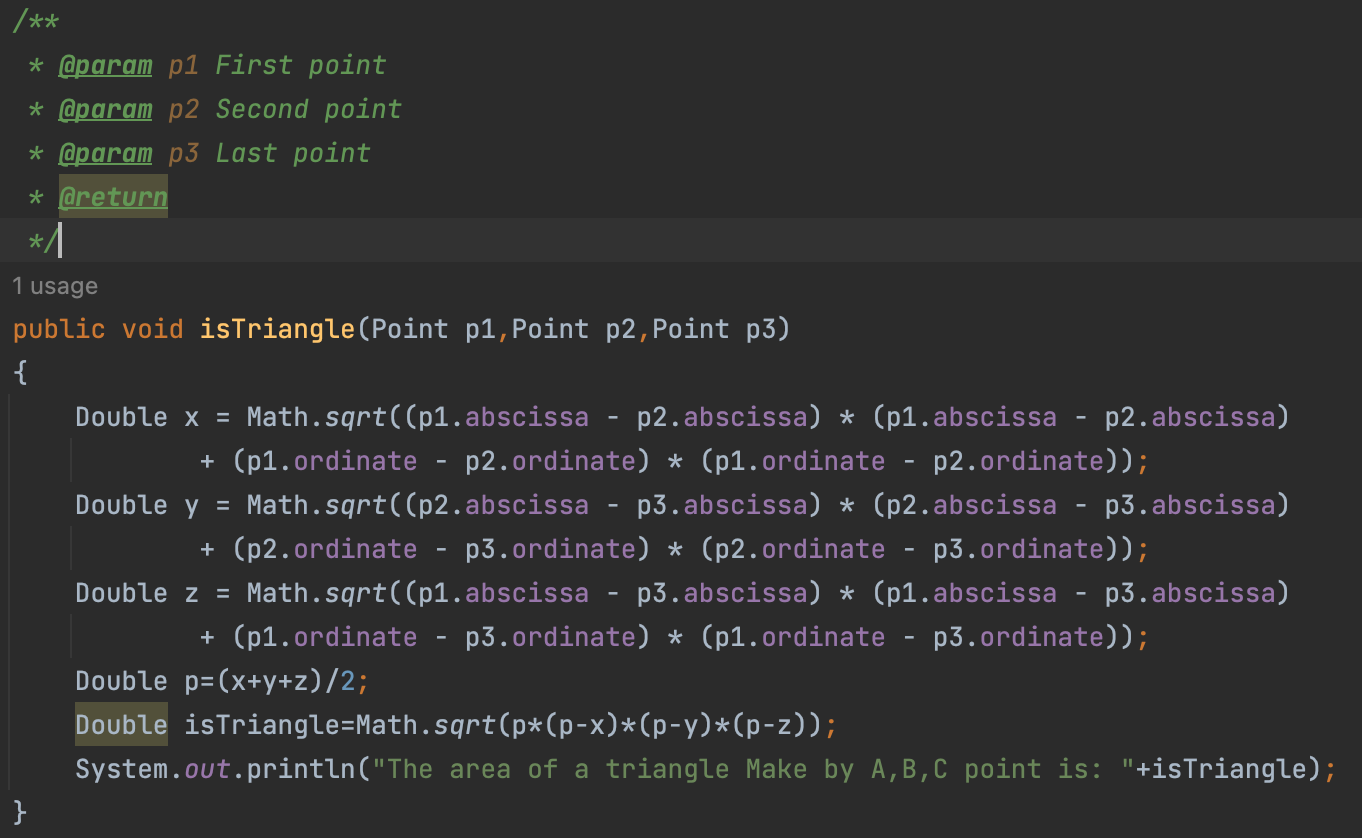 /**
 * @param p1 First point
 * @param p2 Second point
 * @param p3 Last point
 * @return
 */
1 usage
public void isTriangle(Point p1,Point p2,Point p3)
{
    Double x = Math.sqrt((p1.abscissa - p2.abscissa) * (p1.abscissa - p2.abscissa)
            + (p1.ordinate - p2.ordinate) * (p1.ordinate - p2.ordinate));
    Double y = Math.sqrt((p2.abscissa - p3.abscissa) * (p2.abscissa - p3.abscissa)
            + (p2.ordinate - p3.ordinate) * (p2.ordinate - p3.ordinate));
    Double z = Math.sqrt((p1.abscissa - p3.abscissa) * (p1.abscissa - p3.abscissa)
            + (p1.ordinate - p3.ordinate) * (p1.ordinate - p3.ordinate));
    Double p=(x+y+z)/2;
    Double isTriangle=Math.sqrt(p*(p-x)*(p-y)*(p-z));
    System.out.println("The area of a triangle Make by A,B,C point is: "+isTriangle);
}